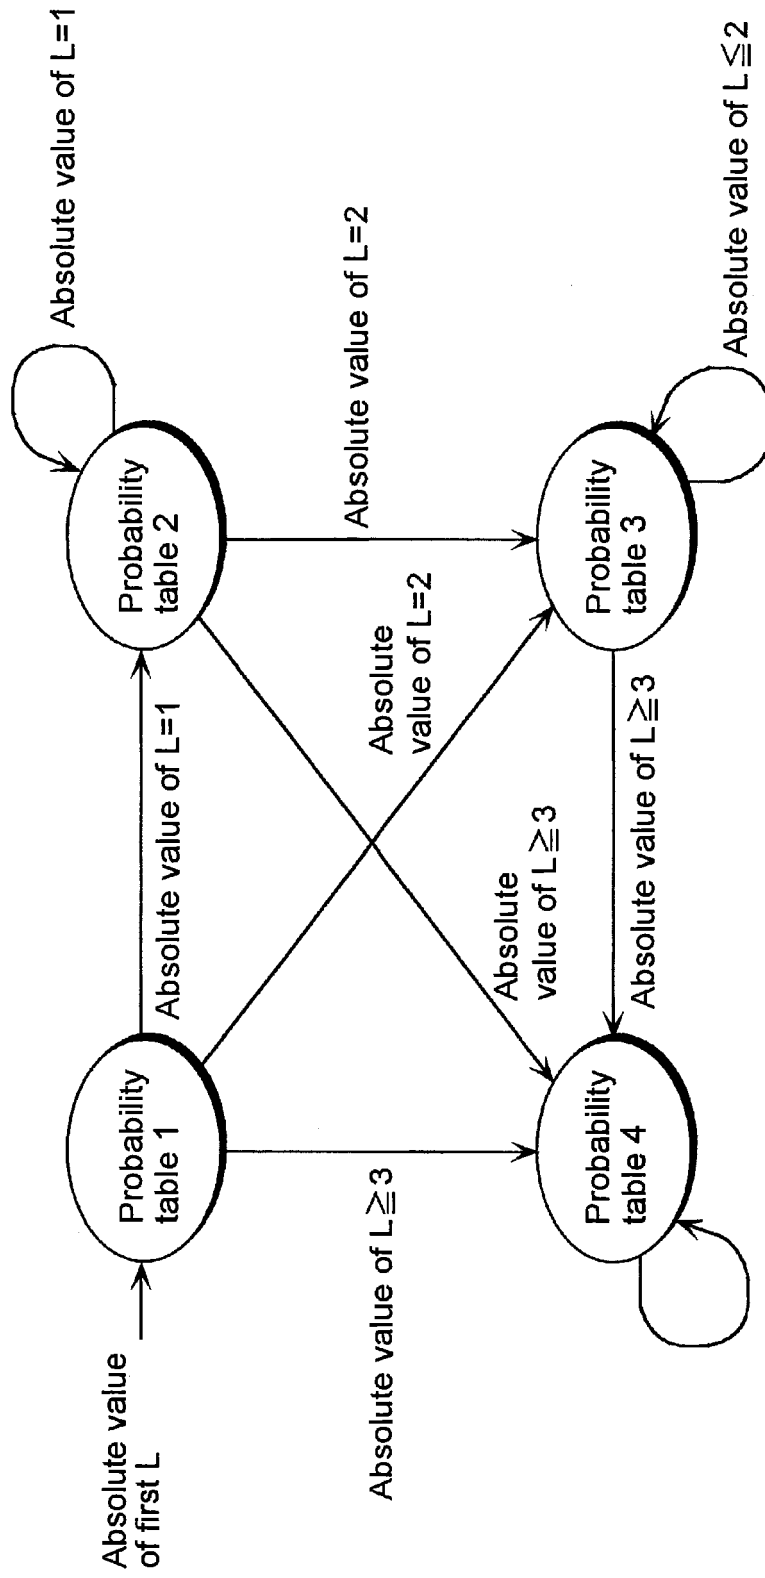 Absolute value
of first L
Probability
table 1
Absolute value of L=1
Probability
table 2
Absolute value of L=1
Absolute value of L≧3
Absolute
value of L=2
Absolute value of L=2
Absolute
value of L≧3
Probability
table 4
Absolute value of L≧3
Probability
table 3
Absolute value of L≦2